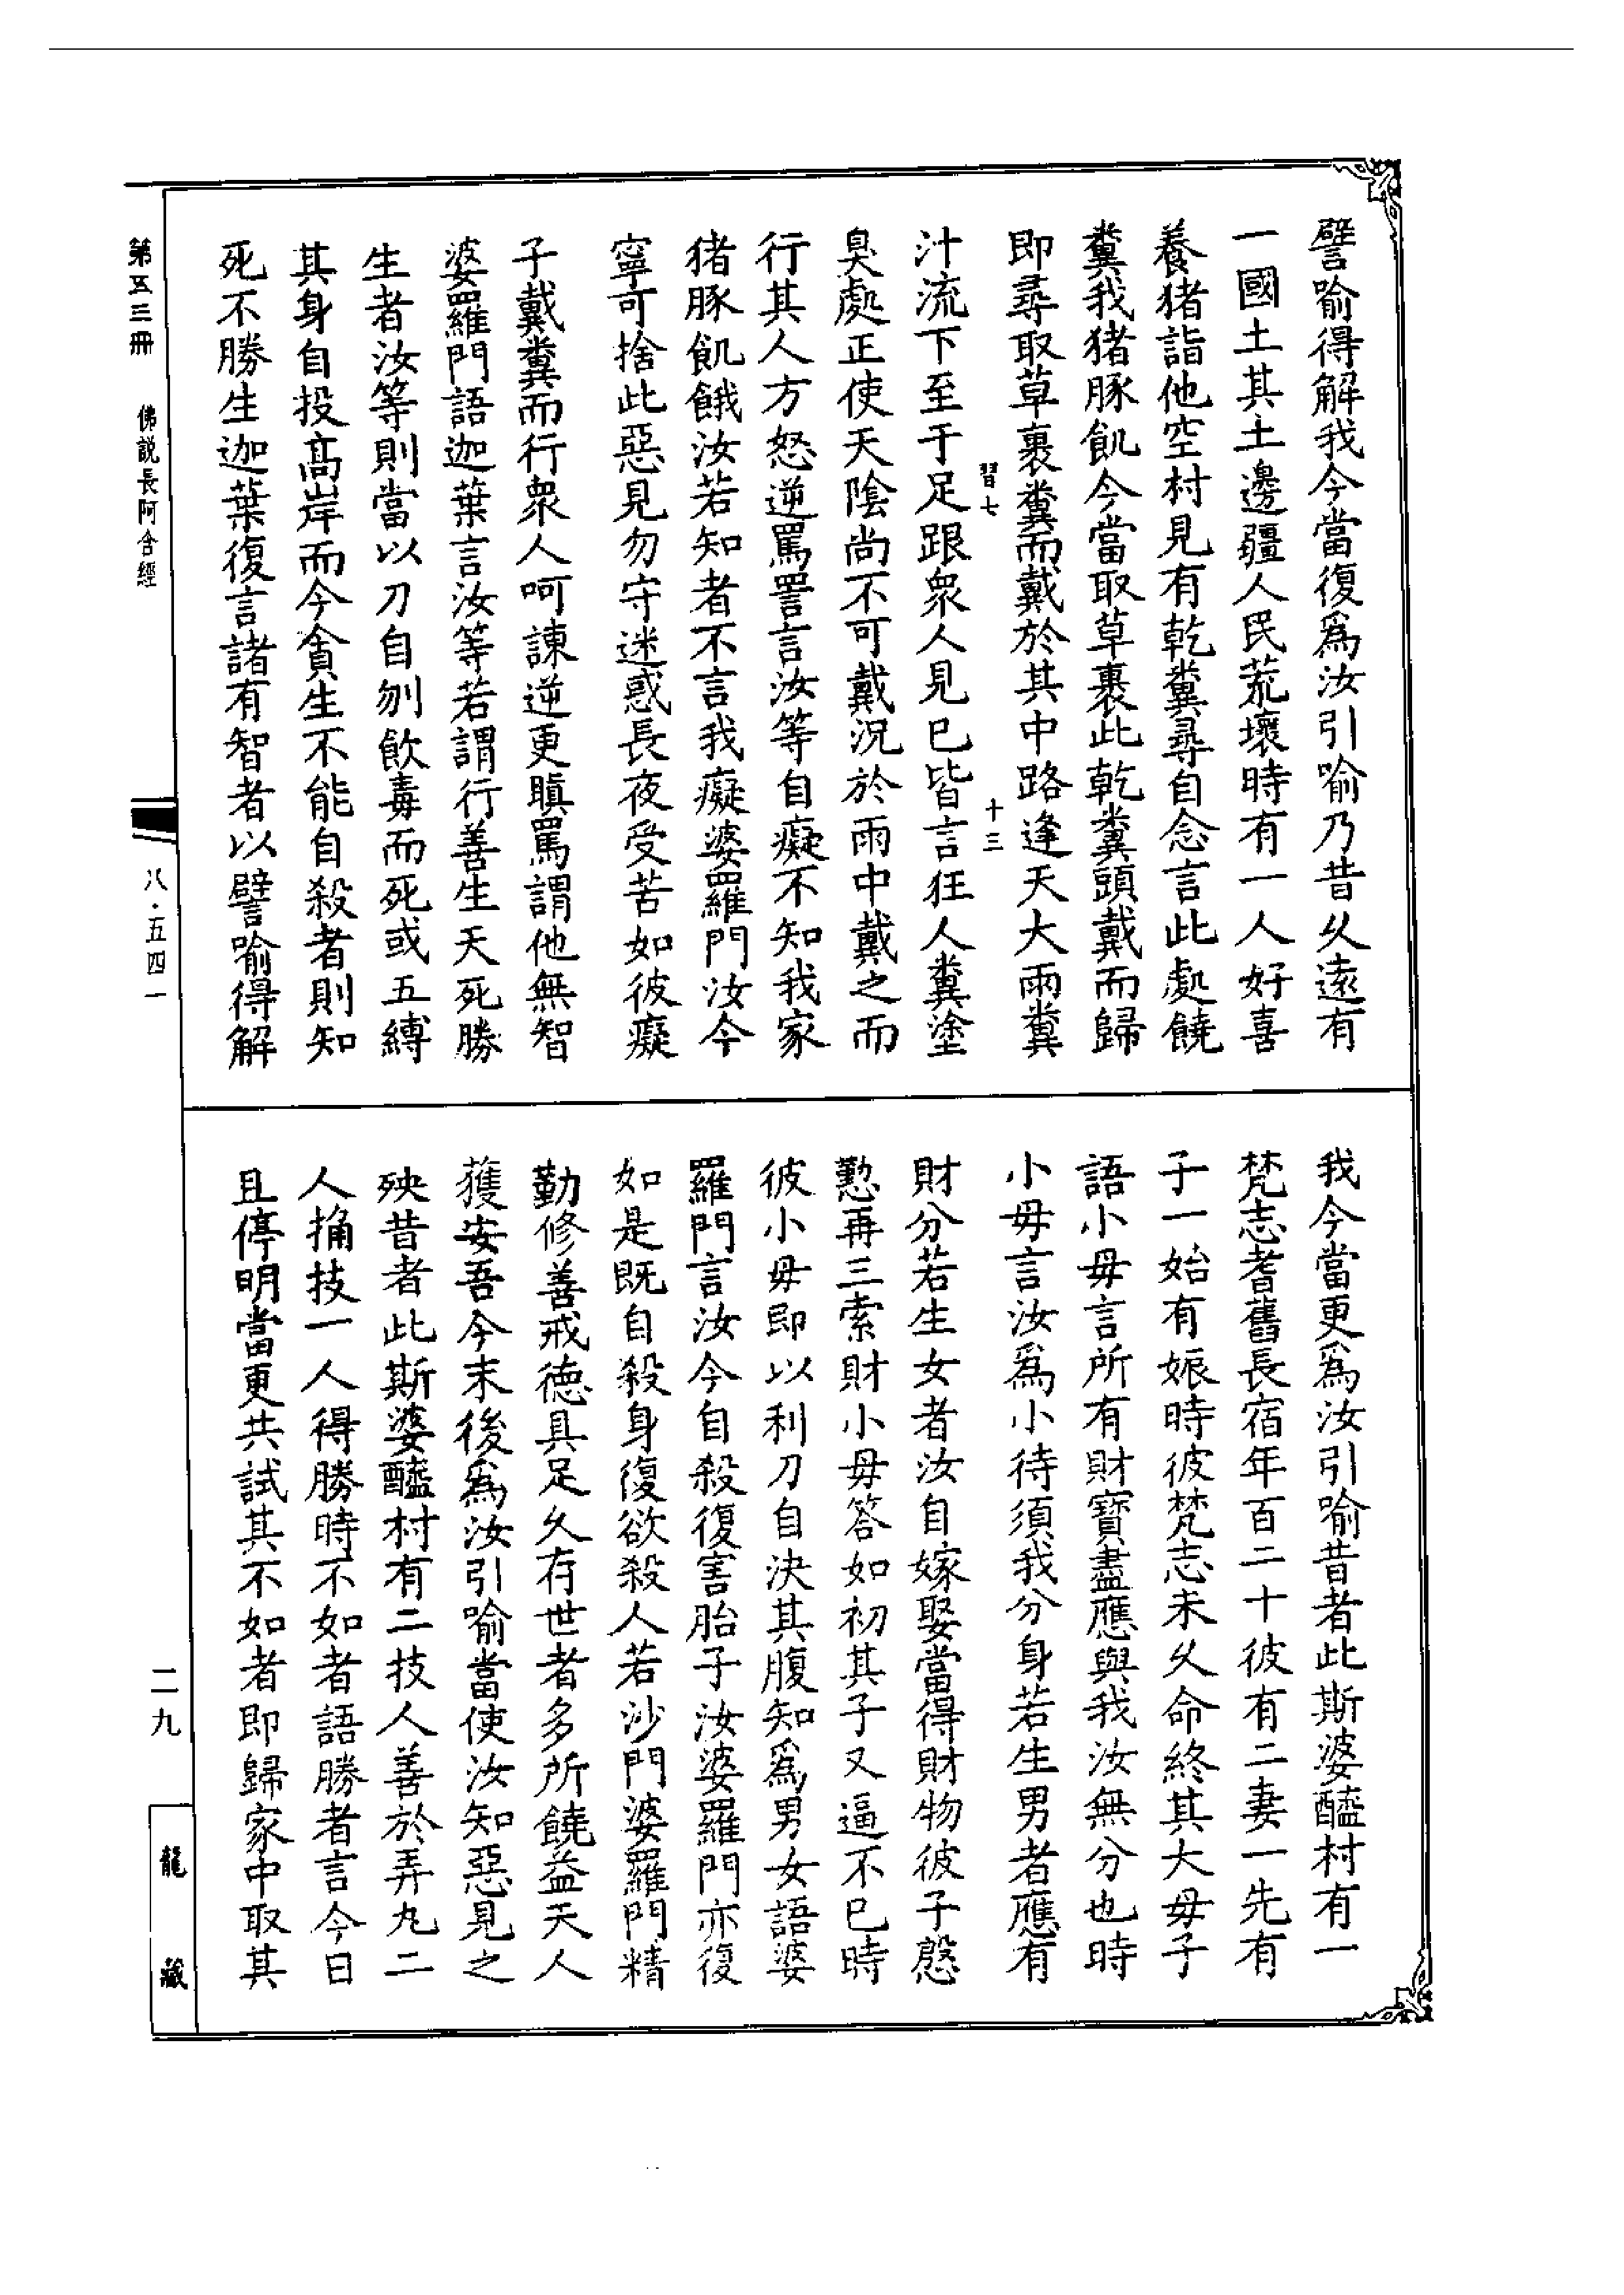 譬喻得解我今當復爲汝引喻乃昔久遠有
一國土其土邊疆人民荒壞時有一人好喜
養猪詣他空村見有乾糞尋自念言此處饒
糞我猪豚飢今當取草裹此乾糞頭戴而歸
即尋取草裹糞而戴於其中路逢天大雨糞
習七 十三
汁流下至于足跟衆人見已皆言狂人糞塗
臭處正使天陰尚不可戴況於雨中戴之而
行其人方怒逆罵詈言汝等自癡不知我家
猪豚飢餓汝若知者不言我癡婆羅門汝今
寧可捨此惡見勿守迷惑長夜受苦如彼癡
子戴糞而行衆人呵諫逆更瞋罵謂他無智
婆羅門語迦葉言汝等若謂行善生天死勝
生者汝等則當以刀自刎飲毒而死或五縛
其身自投高岸而今貪生不能自殺者則知
死不勝生迦葉復言諸有智者以譬喻得解
我今當更爲汝引喻昔者此斯婆醯村有一
梵志耆舊長宿年百二十彼有二妻一先有
子一始有娠時彼梵志未久命終其大母子
語小母言所有財寶盡應與我汝無分也時
小母言汝爲小待須我分身若生男者應有
財分若生女者汝自嫁娶當得財物彼子慇
懃再三索財小母答如初其子又逼不已時
彼小母即以利刀自決其腹知爲男女語婆
羅門言汝今自殺復害胎子汝婆羅門亦復
如是既自殺身復欲殺人若沙門婆羅門精
勤修善戒德具足久存世者多所饒益天人
獲安吾今末後爲汝引喻當使汝知惡見之
殃昔者此斯婆醯村有二技人善於弄丸二
人捔技一人得勝時不如者語勝者言今日
且停明當更共試其不如者即歸家中取其
第五三冊 佛説長阿含經
八·五四一
二九
龍藏